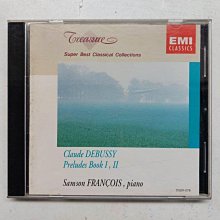 Treasure
Super Best Classical Collections
EMI
CLASSICS
Claude DEBUSSY
Preludes Book I , II
Samson FRANÇOIS , piano